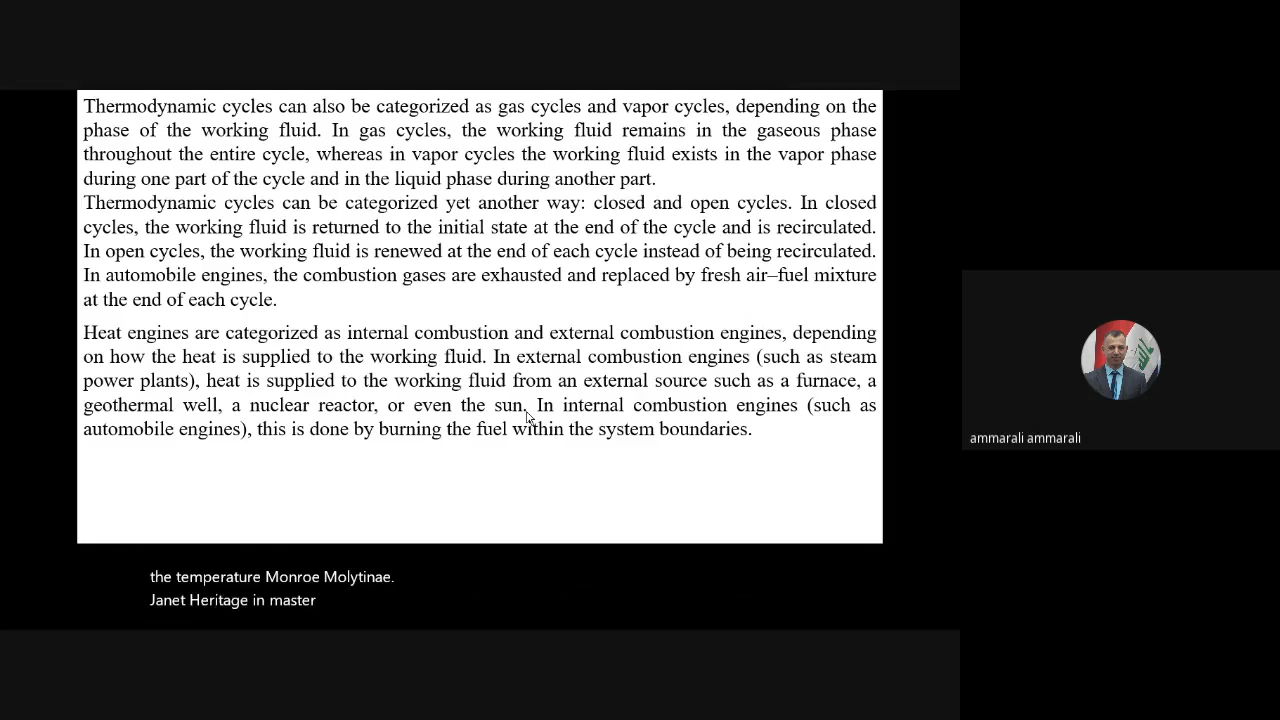 Thermodynamic cycles can also be categorized as gas cycles and vapor cycles, depending on the
phase of the working fluid. In gas cycles, the working fluid remains in the gaseous phase
throughout the entire cycle, whereas in vapor cycles the working fluid exists in the vapor phase
during one part of the cycle and in the liquid phase during another part.
Thermodynamic cycles can be categorized yet another way: closed and open cycles. In closed
cycles, the working fluid is returned to the initial state at the end of the cycle and is recirculated.
In open cycles, the working fluid is renewed at the end of each cycle instead of being recirculated.
In automobile engines, the combustion gases are exhausted and replaced by fresh air–fuel mixture
at the end of each cycle.
Heat engines are categorized as internal combustion and external combustion engines, depending
on how the heat is supplied to the working fluid. In external combustion engines (such as steam
power plants), heat is supplied to the working fluid from an external source such as a furnace, a
geothermal well, a nuclear reactor, or even the sun. In internal combustion engines (such as
automobile engines), this is done by burning the fuel within the system boundaries.
ammarali ammarali
the temperature Monroe Molytinae.
Janet Heritage in master